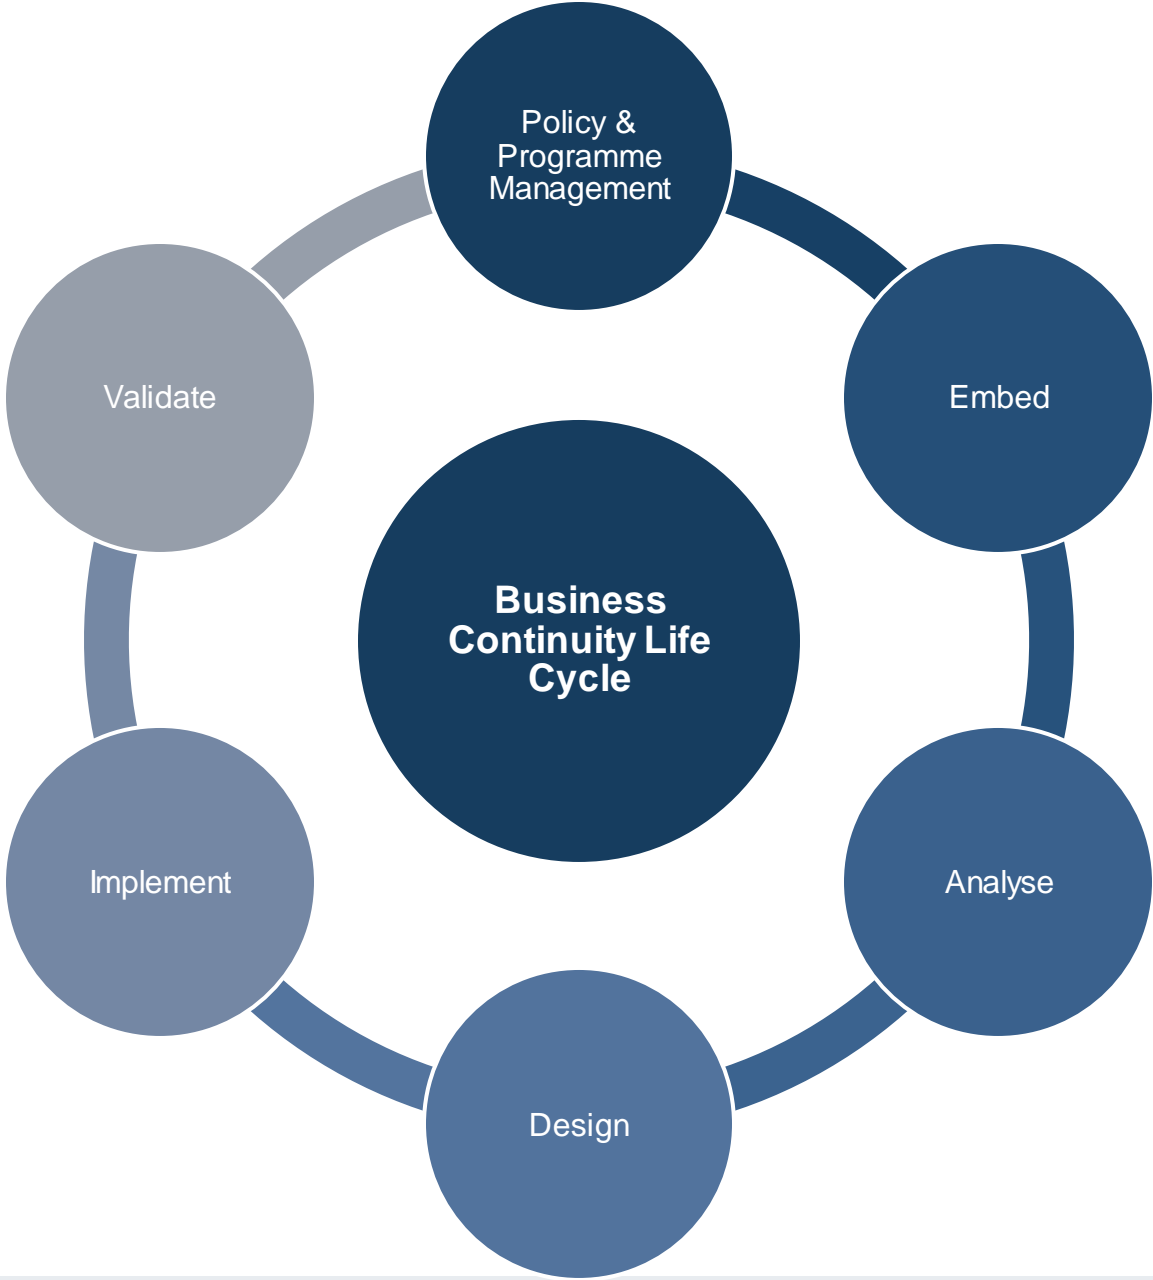 Policy &
Programme
Management
Embed
Analyse
Design
Implement
Validate
Business
Continuity Life
Cycle